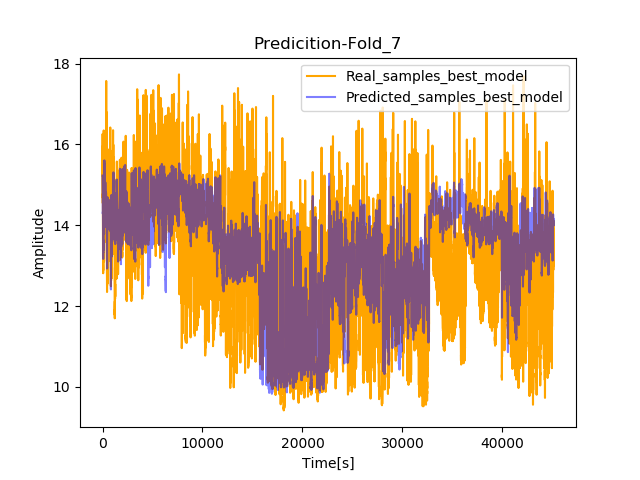 Predicition-Fold_7
Real_samples_best_model
Predicted_samples_best_model
18
16
14
12
10
Amplitude
0
10000
20000
30000
40000
Time[s]